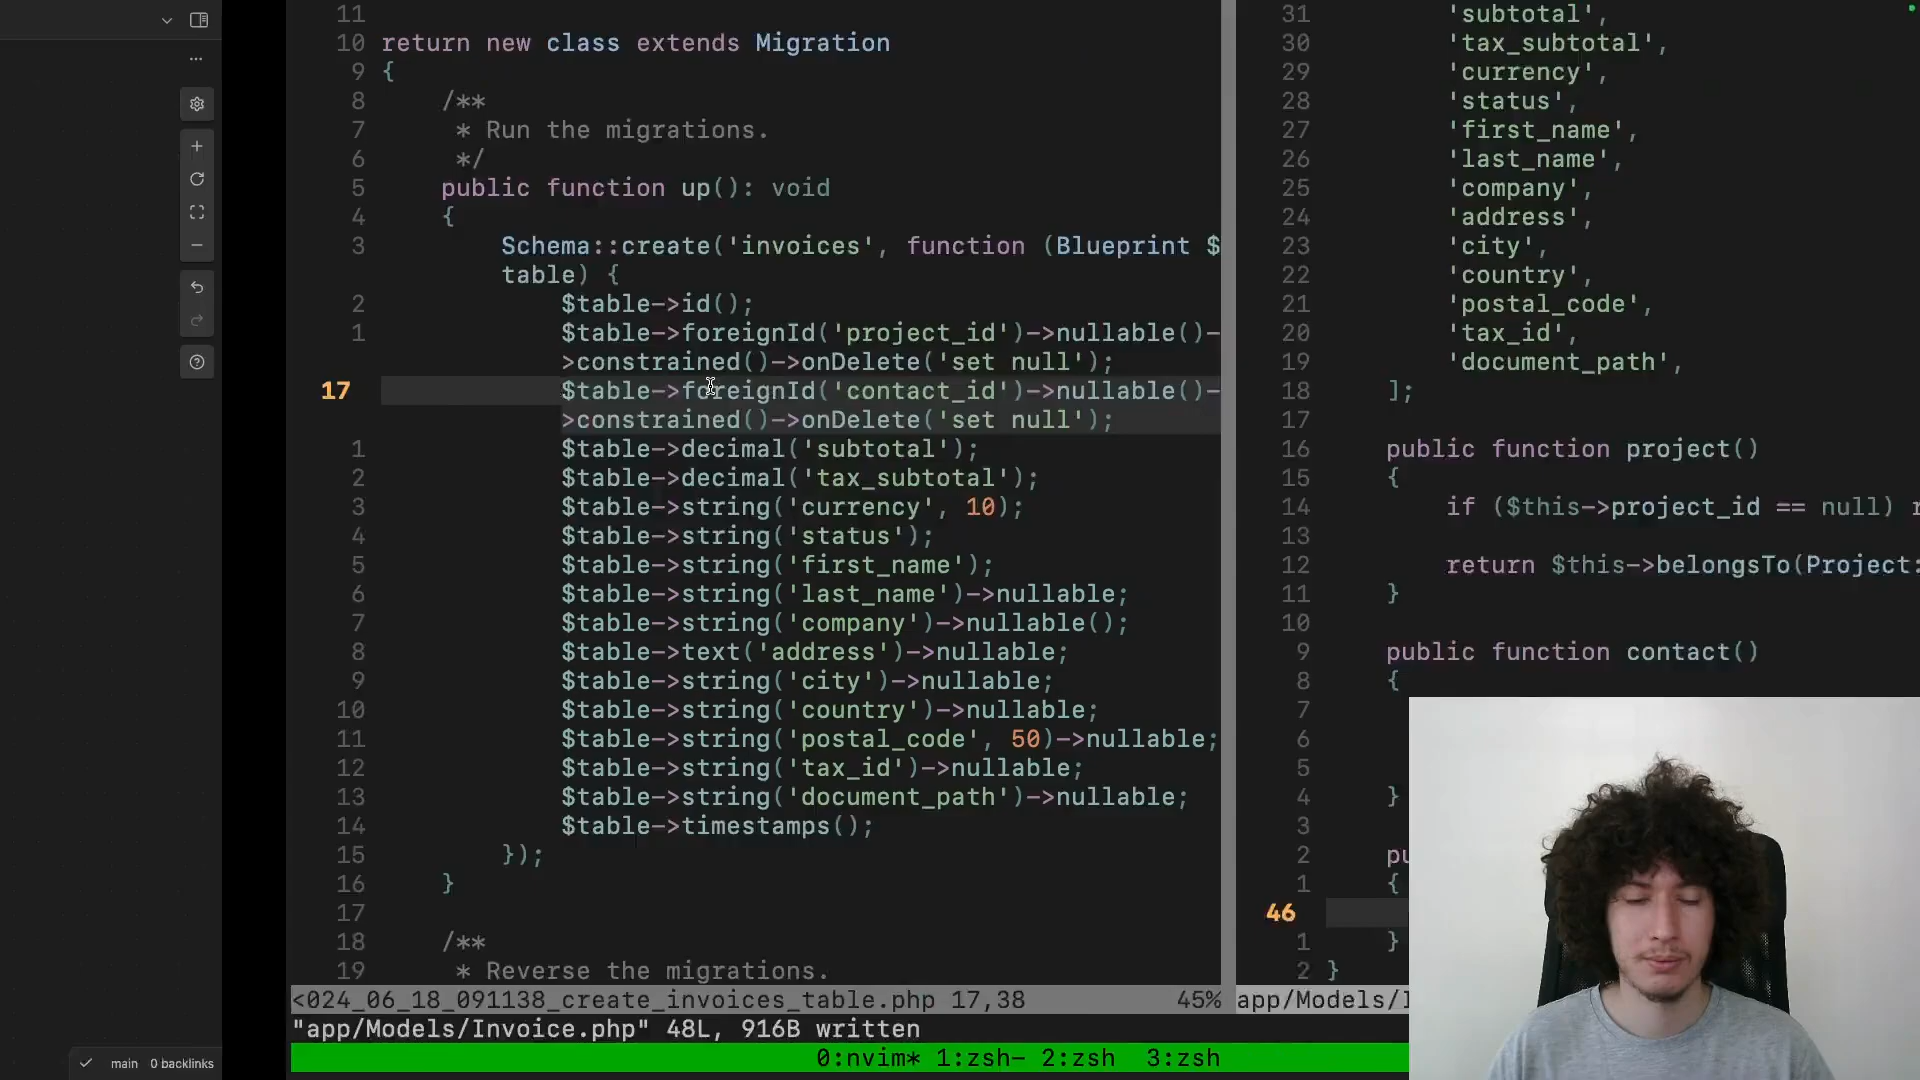 11
10 return new class extends Migration
9 {
8 /**
7 * Run the migrations.
6 */
5 public function up(): void
4 {
3 Schema::create('invoices', function (Blueprint $
table) {
2 $table->id();
1 $table->foreignId('project_id')->nullable()-
>constrained()->onDelete('set null');
17 $table->foreignId('contact_id')->nullable()-
>constrained()->onDelete('set null');
1 $table->decimal('subtotal');
2 $table->decimal('tax_subtotal');
3 $table->string('currency', 10);
4 $table->string('status');
5 $table->string('first_name');
6 $table->string('last_name')->nullable;
7 $table->string('company')->nullable();
8 $table->text('address')->nullable;
9 $table->string('city')->nullable;
10 $table->string('country')->nullable;
11 $table->string('postal_code', 50)->nullable;
12 $table->string('tax_id')->nullable;
13 $table->string('document_path')->nullable;
14 $table->timestamps();
15 });
16 }
17
18 /**
19 * Reverse the migrations.
<024_06_18_091138_create_invoices_table.php 17,38 45%
31 'subtotal',
30 'tax_subtotal',
29 'currency',
28 'status',
27 'first_name',
26 'last_name',
25 'company',
24 'address',
23 'city',
22 'country',
21 'postal_code',
20 'tax_id',
19 'document_path',
18 ];
17
16 public function project()
15 {
14 if ($this->project_id == null) r
13
12 return $this->belongsTo(Project:
11 }
10
9 public function contact()
8 {
7
6
5
4 }
3
2 pu
1 {
46
1 }
2 }
app/Models/I
"app/Models/Invoice.php" 48L, 916B written
0:nvim* 1:zsh- 2:zsh 3:zsh
main 0 backlinks